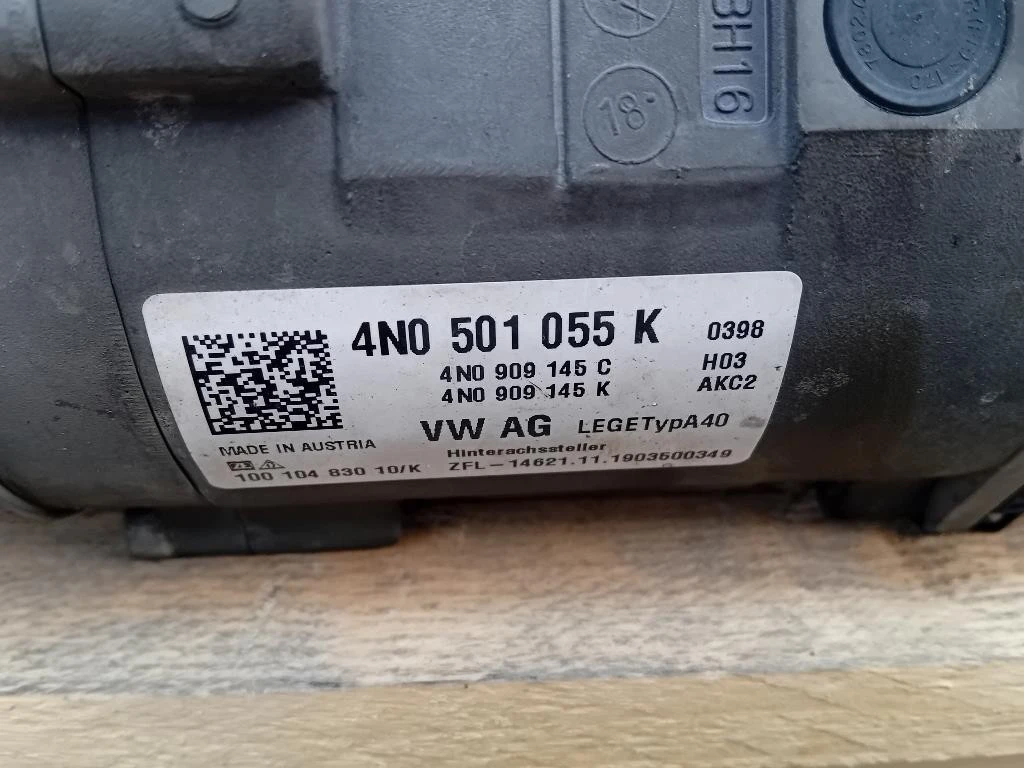 BH16
18
4N0 501 055 K
0398
4N0 909 145 C
H03
4N0 909 145 K
AKC2
VW AG
LEGETypA40
MADE IN AUSTRIA
Hinterachssteller
100 104 830 10/K
ZFL-14621.11.1903500349